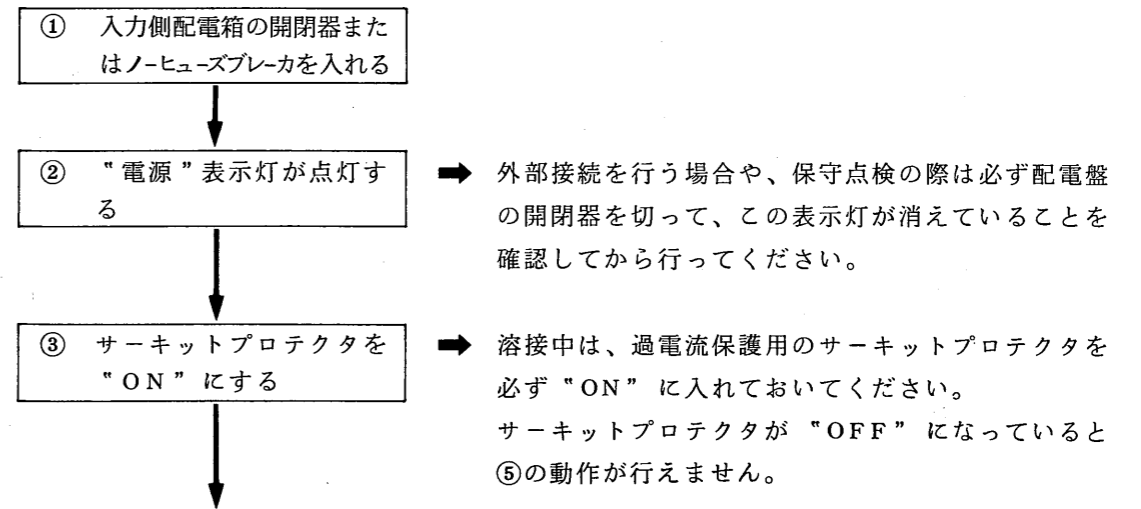 ① 入力側配電箱の開閉器また
はノーヒューズブレーカを入れる
② 〝電源〟表示灯が点灯す
る
➡ 外部接続を行う場合や、保守点検の際は必ず配電盤
の開閉器を切って、この表示灯が消えていることを
確認してから行ってください。
③ サーキットプロテクタを
〝ON〟にする
➡ 溶接中は、過電流保護用のサーキットプロテクタを
必ず〝ON〟に入れておいてください。
サーキットプロテクタが〝OFF〟になっていると
⑤の動作が行えません。